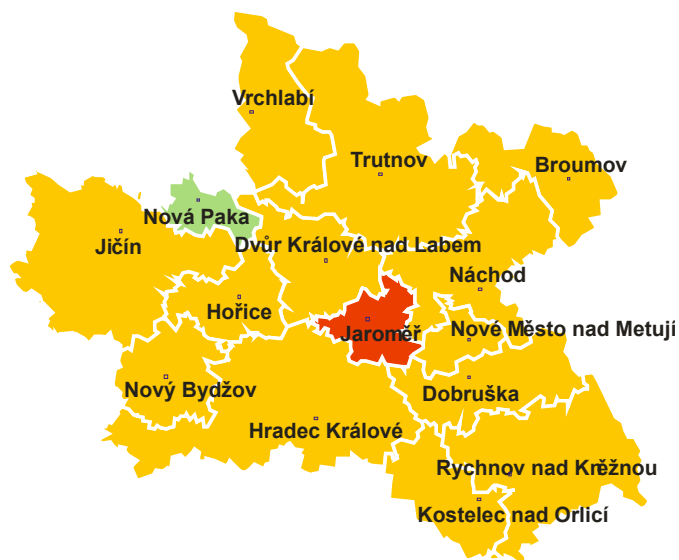 Vrchlabí
Trutnov
Broumov
Nová Paka
Jičín
Dvůr Králové nad Labem
Náchod
Hořice
Jaroměř
Nové Město nad Metují
Nový Bydžov
Dobruška
Hradec Králové
Rychnov nad Kněžnou
Kostelec nad Orlicí